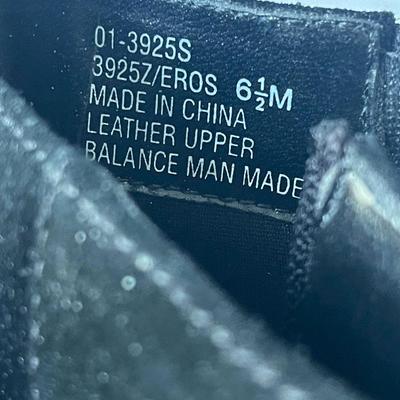 01-3925S
3925Z/EROS 6½M
MADE IN CHINA
LEATHER UPPER
BALANCE MAN MADE